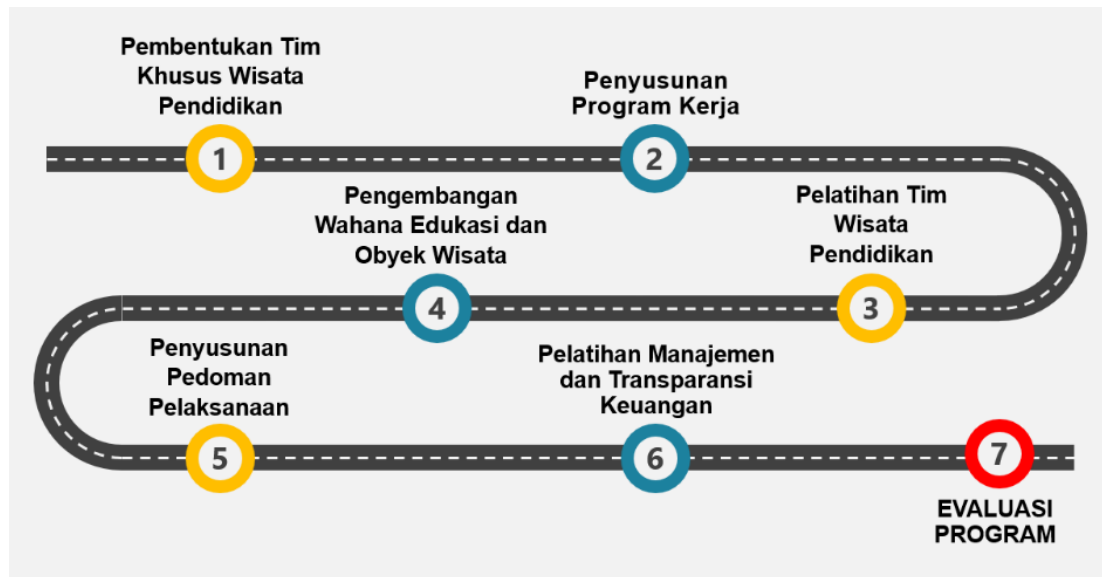 Pembentukan Tim
Khusus Wisata
Pendidikan
1
Penyusunan
Program Kerja
2
Pelatihan Tim
Wisata
Pendidikan
3
Pengembangan
Wahana Edukasi dan
Obyek Wisata
4
Penyusunan
Pedoman
Pelaksanaan
5
Pelatihan Manajemen
dan Transparansi
Keuangan
6
7
EVALUASI
PROGRAM